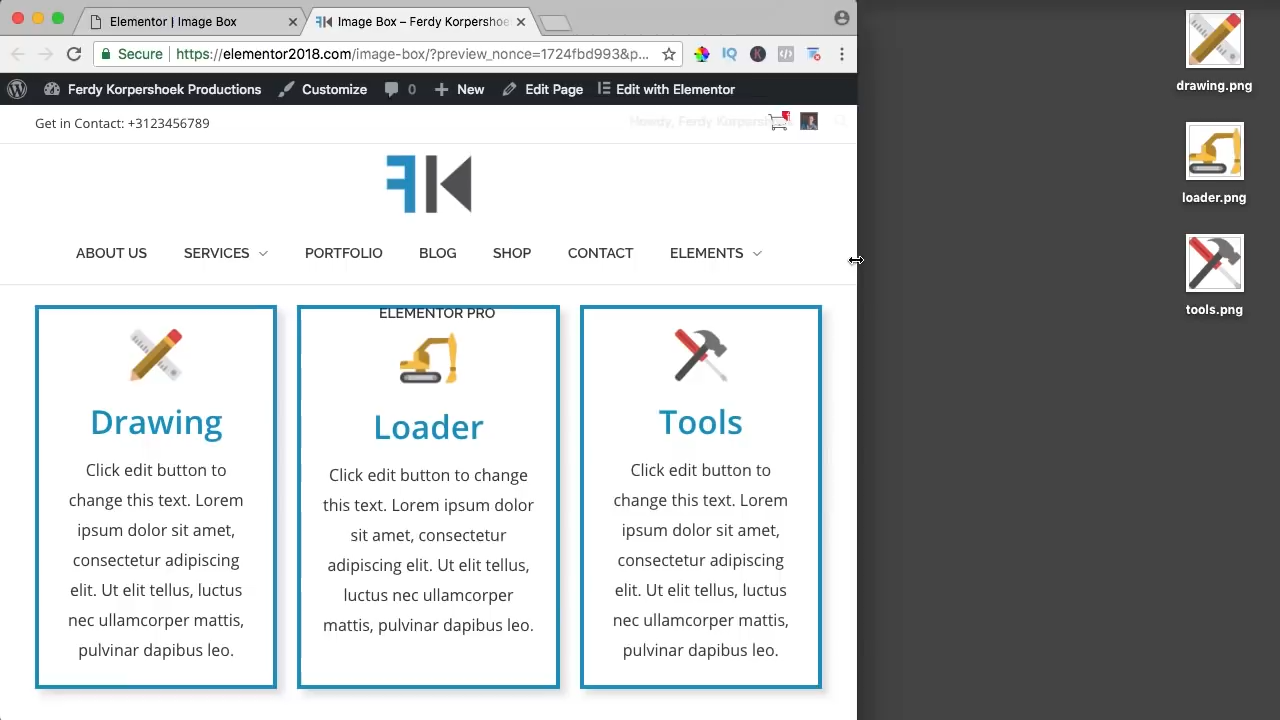 Elementor | Image Box
Image Box – Ferdy Korpershoe
Secure
https://elementor2018.com/image-box/?preview_nonce=1724fbd993&p...
Ferdy Korpershoek Productions
Customize
0
New
Edit Page
Edit with Elementor
Get in Contact: +3123456789
FK
ABOUT US
SERVICES
PORTFOLIO
BLOG
SHOP
CONTACT
ELEMENTS
ELEMENTOR PRO
Drawing
Click edit button to
change this text. Lorem
ipsum dolor sit amet,
consectetur adipiscing
elit. Ut elit tellus, luctus
nec ullamcorper mattis,
pulvinar dapibus leo.
Loader
Click edit button to change
this text. Lorem ipsum dolor
sit amet, consectetur
adipiscing elit. Ut elit tellus,
luctus nec ullamcorper
mattis, pulvinar dapibus leo.
Tools
Click edit button to
change this text. Lorem
ipsum dolor sit amet,
consectetur adipiscing
elit. Ut elit tellus, luctus
nec ullamcorper mattis,
pulvinar dapibus leo.
drawing.png
loader.png
tools.png